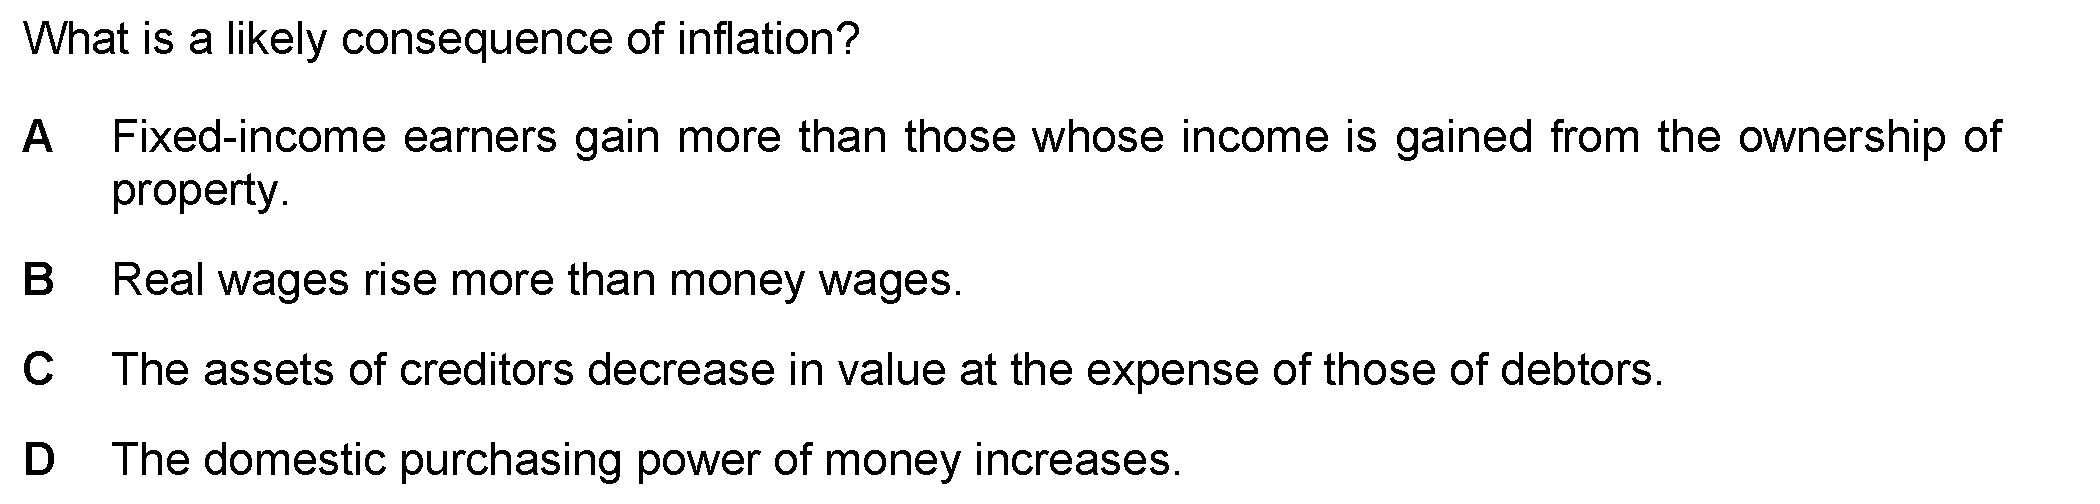 What is a likely consequence of inflation?
A Fixed-income earners gain more than those whose income is gained from the ownership of
property.
B Real wages rise more than money wages.
C The assets of creditors decrease in value at the expense of those of debtors.
D The domestic purchasing power of money increases.